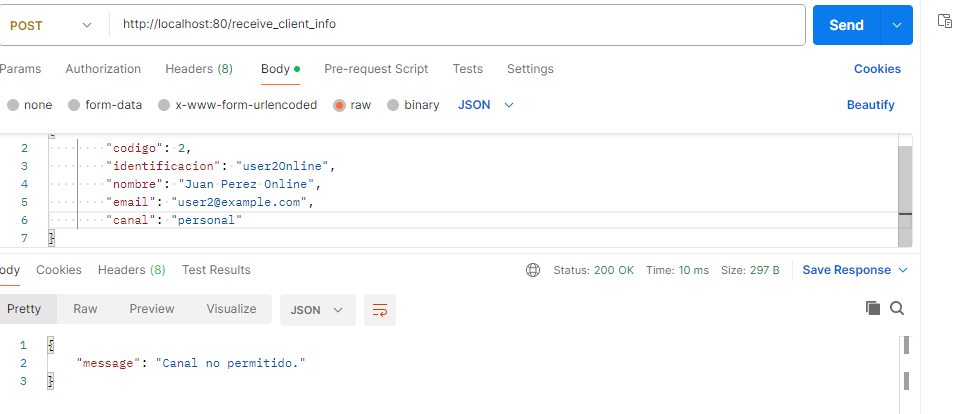 POST http://localhost:80/receive_client_info Send
Params Authorization Headers (8) Body Pre-request Script Tests Settings Cookies
none form-data x-www-form-urlencoded raw binary JSON Beautify
2 "codigo": 2,
3 "identificacion": "user2Online",
4 "nombre": "Juan Perez Online",
5 "email": "user2@example.com",
6 "canal": "personal"
7 }
ody Cookies Headers (8) Test Results Status: 200 OK Time: 10 ms Size: 297 B Save Response
Pretty Raw Preview Visualize JSON
1 {
2 "message": "Canal no permitido."
3 }